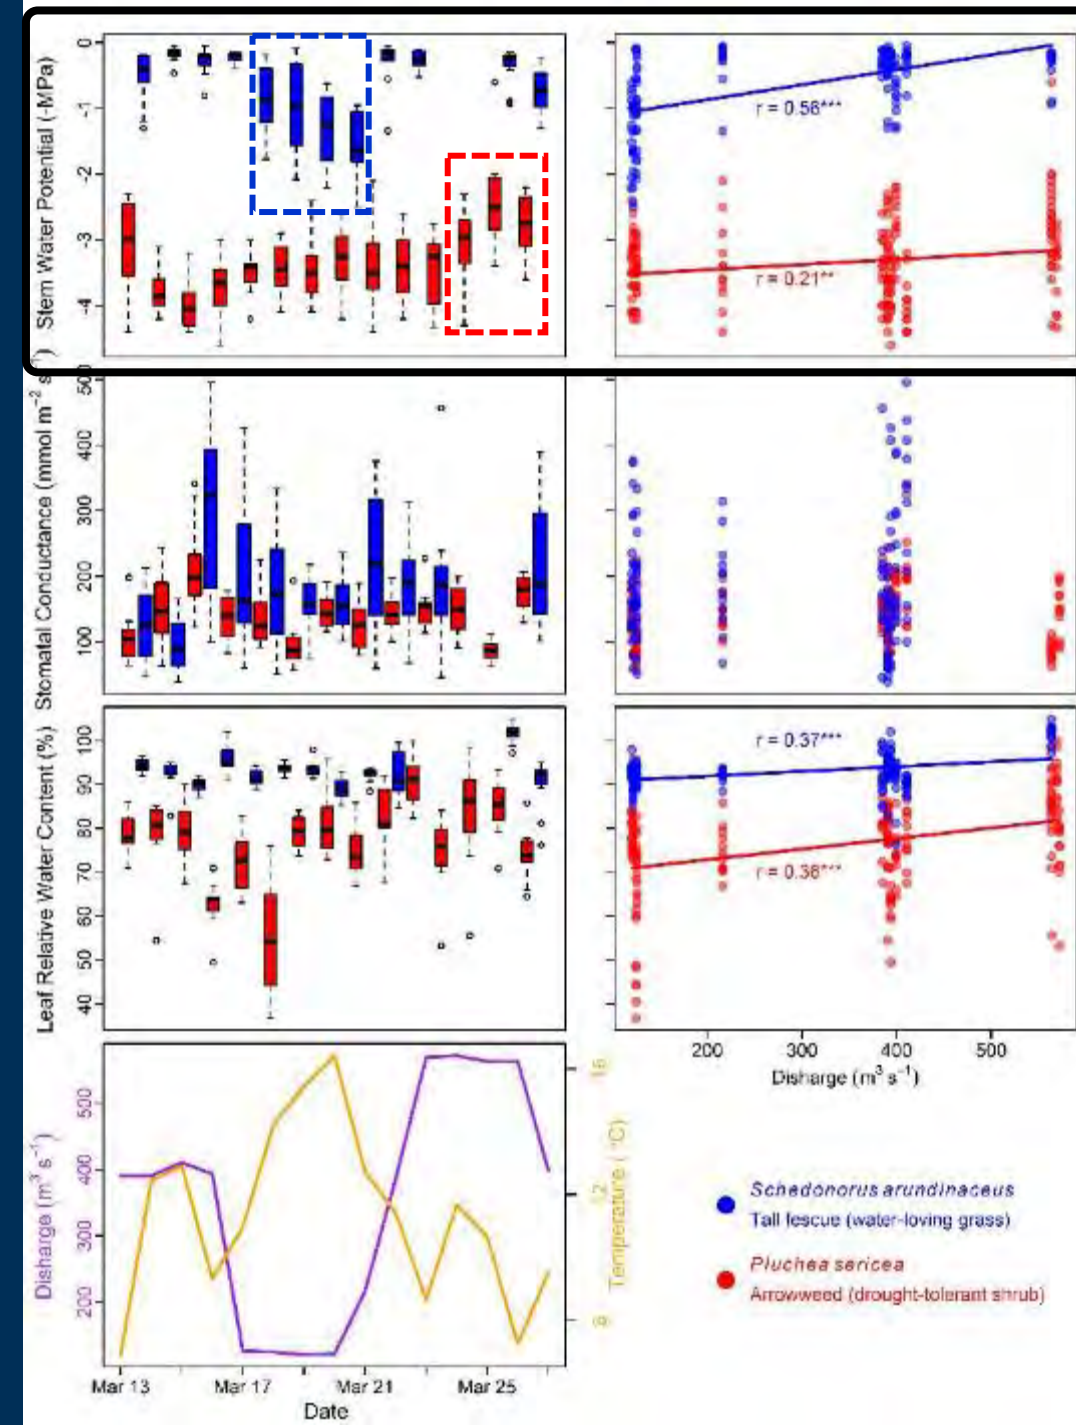 Stem Water Potential (-MPa)
0
-1
-2
-3
-4
r = 0.56***
r = 0.21**
Stomatal Conductance (mmol m⁻² s⁻¹)
500
400
300
200
100
Leaf Relative Water Content (%)
100
90
80
70
60
50
40
r = 0.37***
r = 0.38***
200 300 400 500
Disharge (m³ s⁻¹)
Disharge (m³ s⁻¹)
500
400
300
200
16
12
8
Temperature (°C)
Mar 13 Mar 17 Mar 21 Mar 25
Date
Schedonorus arundinaceus
Tall fescue (water-loving grass)
Pluchea sericea
Arrowweed (drought-tolerant shrub)